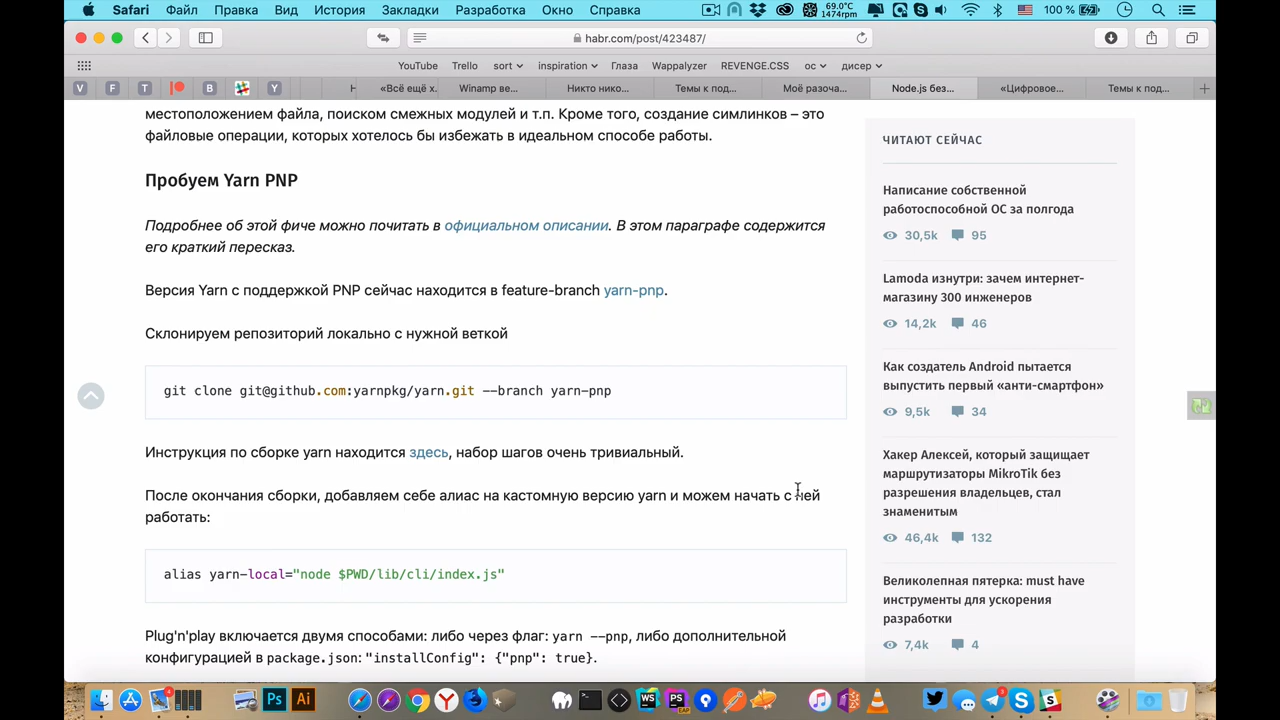 Safari Файл Правка Вид История Закладки Разработка Окно Справка
69.0°C
1474rpm
100 %
habr.com/post/423487/
YouTube Trello sort inspiration Глаза Wappalyzer REVENGE.CSS ос дисер
V F T B Y «Всё ещё х. Winamp ве... Никто нико... Темы к под... Моё разоча... Node.js без... «Цифровое... Темы к под...
местоположением файла, поиском смежных модулей и т.п. Кроме того, создание симлинков – это
файловые операции, которых хотелось бы избежать в идеальном способе работы.
Пробуем Yarn PNP
Подробнее об этой фиче можно почитать в официальном описании. В этом параграфе содержится
его краткий пересказ.
Версия Yarn с поддержкой PNP сейчас находится в feature-branch yarn-pnp.
Склонируем репозиторий локально с нужной веткой
git clone git@github.com:yarnpkg/yarn.git --branch yarn-pnp
Инструкция по сборке yarn находится здесь, набор шагов очень тривиальный.
После окончания сборки, добавляем себе алиас на кастомную версию yarn и можем начать с ней
работать:
alias yarn-local="node $PWD/lib/cli/index.js"
Plug'n'play включается двумя способами: либо через флаг: yarn --pnp, либо дополнительной
конфигурацией в package.json: "installConfig": {"pnp": true}.
ЧИТАЮТ СЕЙЧАС
Написание собственной
работоспособной ОС за полгода
30,5k 95
Lamoda изнутри: зачем интернет-
магазину 300 инженеров
14,2k 46
Как создатель Android пытается
выпустить первый «анти-смартфон»
9,5k 34
Хакер Алексей, который защищает
маршрутизаторы MikroTik без
разрешения владельцев, стал
знаменитым
46,4k 132
Великолепная пятерка: must have
инструменты для ускорения
разработки
7,4k 4
Ps Ai WS PS